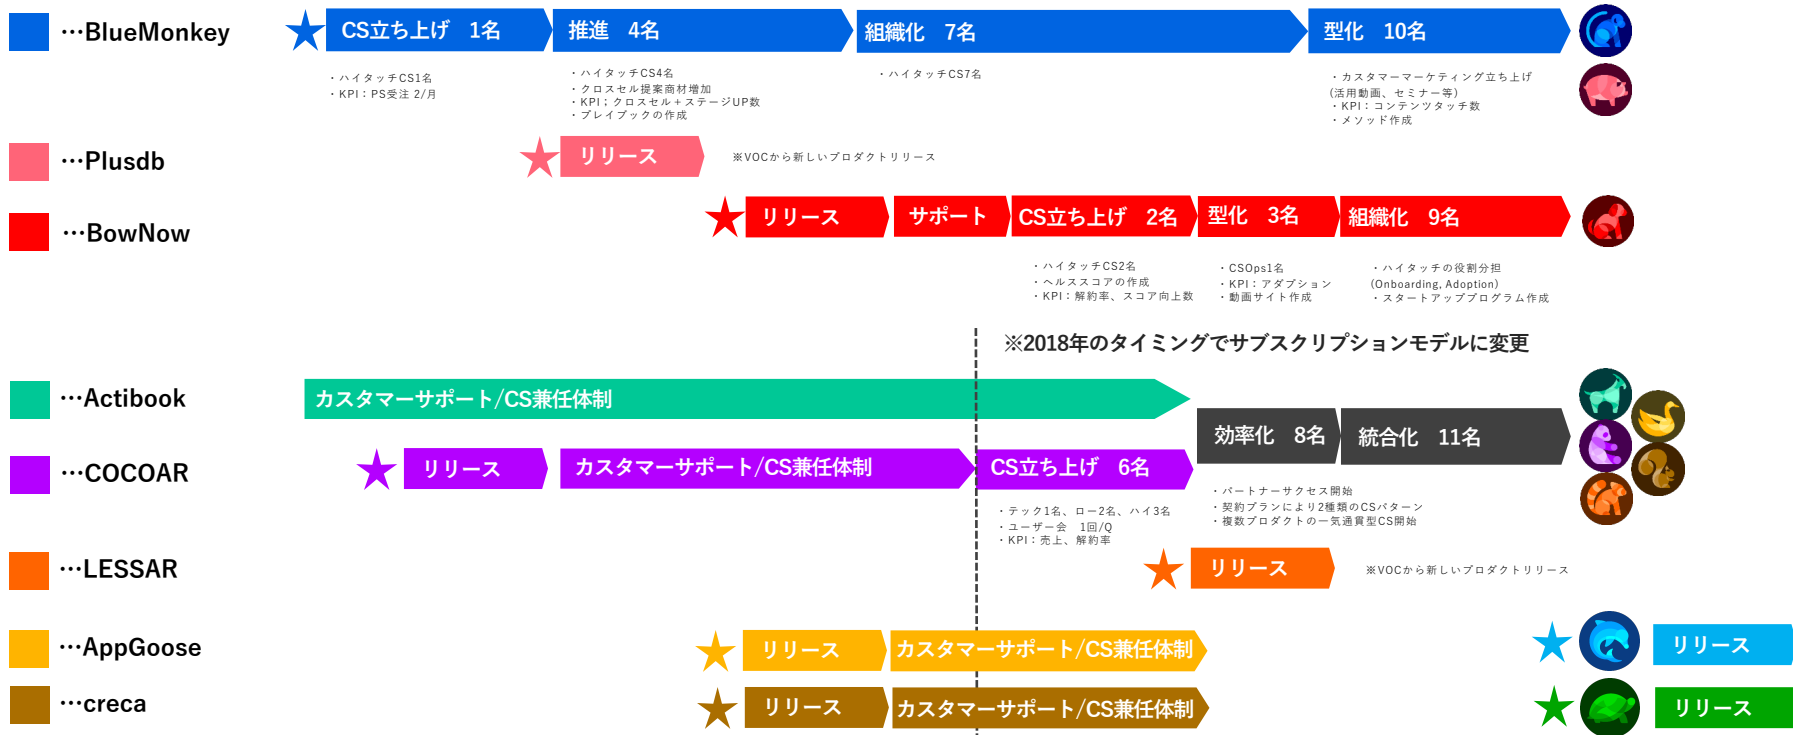 …BlueMonkey
CS立ち上げ　1名
推進　4名
組織化　7名
型化　10名
・ハイタッチCS1名
・KPI：PS受注 2/月
・ハイタッチCS4名
・クロスセル提案商材増加
・KPI；クロスセル＋ステージUP数
・プレイブックの作成
・ハイタッチCS7名
・カスタマーマーケティング立ち上げ
(活用動画、セミナー等)
・KPI：コンテンツタッチ数
・メソッド作成
…Plusdb
リリース
※VOCから新しいプロダクトリリース
…BowNow
リリース
サポート
CS立ち上げ　2名
型化　3名
組織化　9名
・ハイタッチCS2名
・ヘルススコアの作成
・KPI：解約率、スコア向上数
・CSOps1名
・KPI：アダプション
・動画サイト作成
・ハイタッチの役割分担
(Onboarding, Adoption)
・スタートアッププログラム作成
※2018年のタイミングでサブスクリプションモデルに変更
…Actibook
カスタマーサポート/CS兼任体制
効率化　8名
統合化　11名
…COCOAR
リリース
カスタマーサポート/CS兼任体制
CS立ち上げ　6名
・テック1名、ロー2名、ハイ3名
・ユーザー会　1回/Q
・KPI：売上、解約率
・パートナーサクセス開始
・契約プランにより2種類のCSパターン
・複数プロダクトの一気通貫型CS開始
…LESSAR
リリース
※VOCから新しいプロダクトリリース
…AppGoose
リリース
カスタマーサポート/CS兼任体制
リリース
…creca
リリース
カスタマーサポート/CS兼任体制
リリース